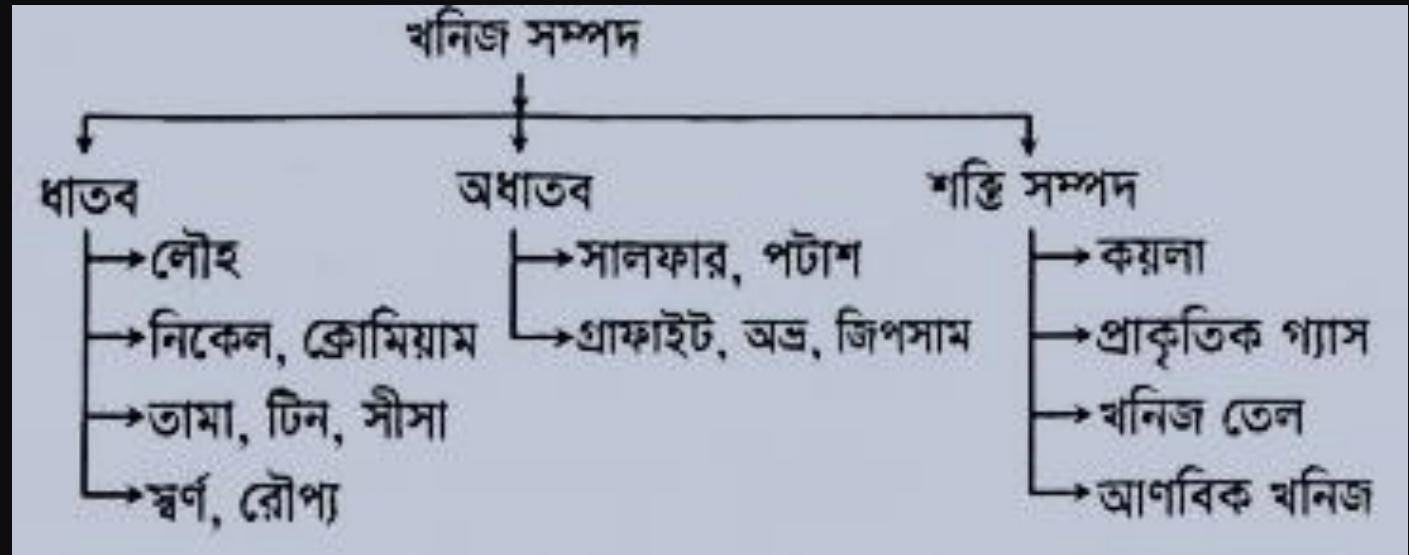 খনিজ সম্পদ
ধাতব অধাতব শক্তি সম্পদ
লৌহ সালফার, পটাশ কয়লা
নিকেল, ক্রোমিয়াম গ্রাফাইট, অভ্র, জিপসাম প্রাকৃতিক গ্যাস
তামা, টিন, সীসা খনিজ তেল
স্বর্ণ, রৌপ্য আণবিক খনিজ